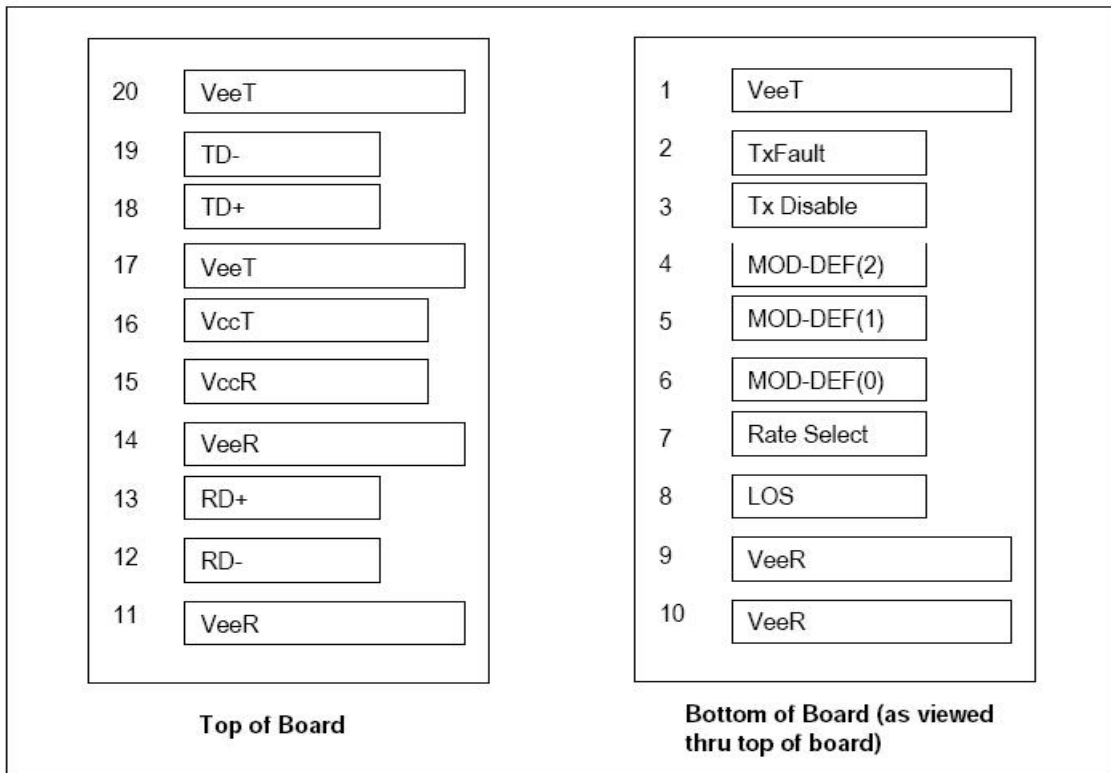 20 VeeT
19 TD-
18 TD+
17 VeeT
16 VccT
15 VccR
14 VeeR
13 RD+
12 RD-
11 VeeR
Top of Board
1 VeeT
2 TxFault
3 Tx Disable
4 MOD-DEF(2)
5 MOD-DEF(1)
6 MOD-DEF(0)
7 Rate Select
8 LOS
9 VeeR
10 VeeR
Bottom of Board (as viewed
thru top of board)